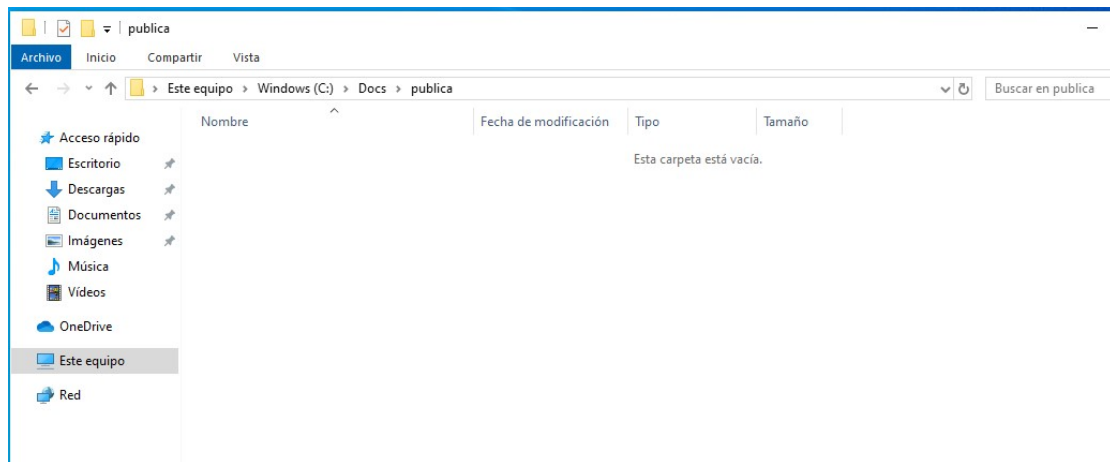 publica
Archivo Inicio Compartir Vista
Este equipo > Windows (C:) > Docs > publica Buscar en publica
Nombre Fecha de modificación Tipo Tamaño
Acceso rápido
Esta carpeta está vacía.
Escritorio
Descargas
Documentos
Imágenes
Música
Vídeos
OneDrive
Este equipo
Red